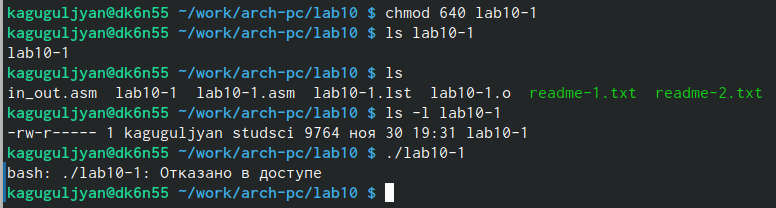 kaguguljyan@dk6n55 ~/work/arch-pc/lab10 $ chmod 640 lab10-1
kaguguljyan@dk6n55 ~/work/arch-pc/lab10 $ ls lab10-1
lab10-1
kaguguljyan@dk6n55 ~/work/arch-pc/lab10 $ ls
in_out.asm  lab10-1  lab10-1.asm  lab10-1.lst  lab10-1.o  readme-1.txt  readme-2.txt
kaguguljyan@dk6n55 ~/work/arch-pc/lab10 $ ls -l lab10-1
-rw-r----- 1 kaguguljyan studsci 9764 ноя 30 19:31 lab10-1
kaguguljyan@dk6n55 ~/work/arch-pc/lab10 $ ./lab10-1
bash: ./lab10-1: Отказано в доступе
kaguguljyan@dk6n55 ~/work/arch-pc/lab10 $